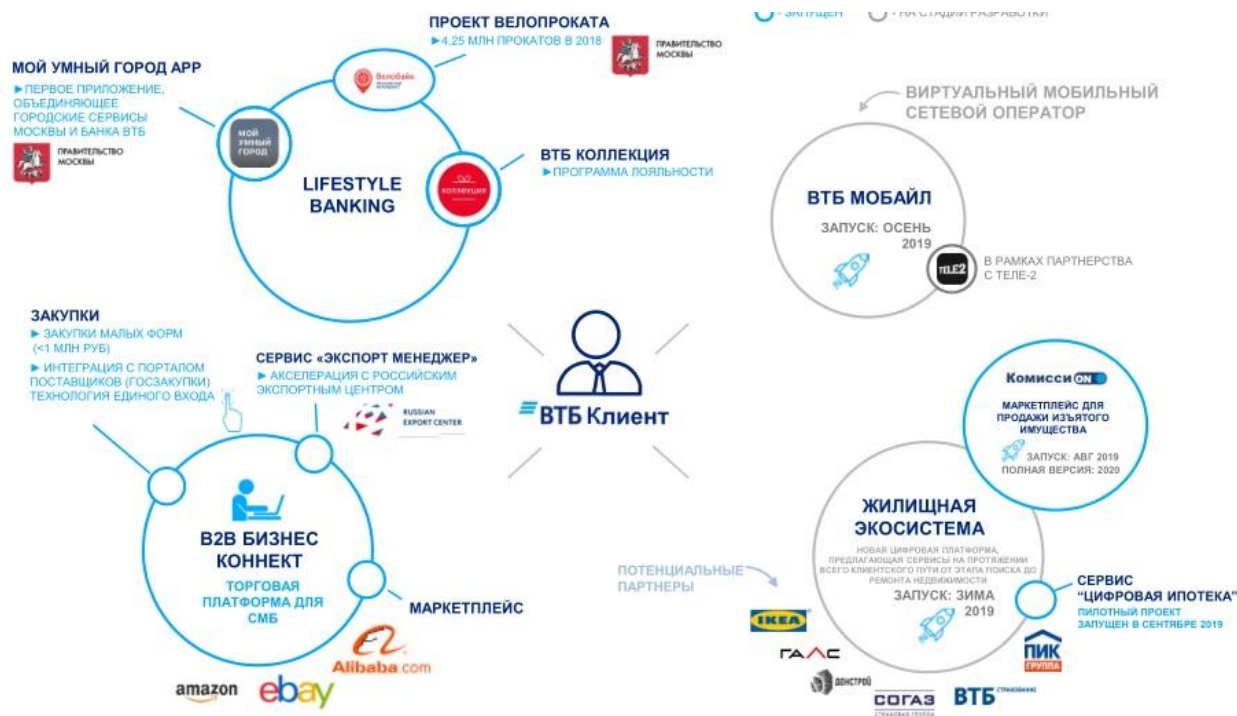 - ЗАПУЩЕН
- НА СТАДИИ РАЗРАБОТКИ
ПРОЕКТ ВЕЛОПРОКАТА
►4,25 МЛН ПРОКАТОВ В 2018
ПРАВИТЕЛЬСТВО
МОСКВЫ
Велобайк
МОЙ УМНЫЙ ГОРОД APP
►ПЕРВОЕ ПРИЛОЖЕНИЕ,
ОБЪЕДИНЯЮЩЕЕ
ГОРОДСКИЕ СЕРВИСЫ
МОСКВЫ И БАНКА ВТБ
ПРАВИТЕЛЬСТВО
МОСКВЫ
МОЙ
УМНЫЙ
ГОРОД
LIFESTYLE
BANKING
КОЛЛЕКЦИЯ
ВТБ КОЛЛЕКЦИЯ
►ПРОГРАММА ЛОЯЛЬНОСТИ
ВИРТУАЛЬНЫЙ МОБИЛЬНЫЙ
СЕТЕВОЙ ОПЕРАТОР
ВТБ МОБАЙЛ
ЗАПУСК: ОСЕНЬ
2019
TELE2
В РАМКАХ ПАРТНЕРСТВА
С ТЕЛЕ-2
ВТБ Клиент
ЗАКУПКИ
► ЗАКУПКИ МАЛЫХ ФОРМ
(<1 МЛН РУБ)
► ИНТЕГРАЦИЯ С ПОРТАЛОМ
ПОСТАВЩИКОВ (ГОСЗАКУПКИ)
ТЕХНОЛОГИЯ ЕДИНОГО ВХОДА
СЕРВИС «ЭКСПОРТ МЕНЕДЖЕР»
► АКСЕЛЕРАЦИЯ С РОССИЙСКИМ
ЭКСПОРТНЫМ ЦЕНТРОМ
RUSSIAN
EXPORT CENTER
B2B БИЗНЕС
КОННЕКТ
ТОРГОВАЯ
ПЛАТФОРМА ДЛЯ
СМБ
МАРКЕТПЛЕЙС
Alibaba.com
amazon
ebay
КомиссиON
МАРКЕТПЛЕЙС ДЛЯ
ПРОДАЖИ ИЗЪЯТОГО
ИМУЩЕСТВА
ЗАПУСК: АВГ 2019
ПОЛНАЯ ВЕРСИЯ: 2020
ЖИЛИЩНАЯ
ЭКОСИСТЕМА
НОВАЯ ЦИФРОВАЯ ПЛАТФОРМА,
ПРЕДЛАГАЮЩАЯ СЕРВИСЫ НА ПРОТЯЖЕНИИ
ВСЕГО КЛИЕНТСКОГО ПУТИ ОТ ЭТАПА ПОИСКА ДО
РЕМОНТА НЕДВИЖИМОСТИ
ЗАПУСК: ЗИМА
2019
СЕРВИС
"ЦИФРОВАЯ ИПОТЕКА"
ПИЛОТНЫЙ ПРОЕКТ
ЗАПУЩЕН В СЕНТЯБРЕ 2019
ПОТЕНЦИАЛЬНЫЕ
ПАРТНЕРЫ
IKEA
ГАЛС
ДОНСТРОЙ
СОГАЗ
СТРАХОВАЯ ГРУППА
ВТБ СТРАХОВАНИЕ
ПИК
ГРУППА